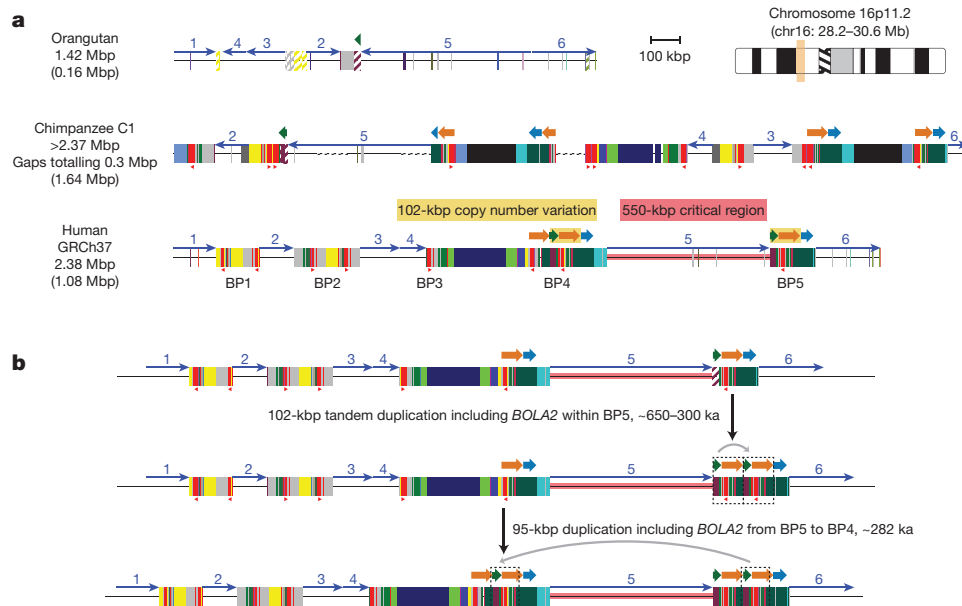 a
Orangutan
1.42 Mbp
(0.16 Mbp)
1 4 3 2 5 6
100 kbp
Chromosome 16p11.2
(chr16: 28.2–30.6 Mb)
Chimpanzee C1
>2.37 Mbp
Gaps totalling 0.3 Mbp
(1.64 Mbp)
2 5 4 3 6
102-kbp copy number variation
550-kbp critical region
Human
GRCh37
2.38 Mbp
(1.08 Mbp)
1 2 3 4 5 6
BP1 BP2 BP3 BP4 BP5
b
1 2 3 4 5 6
102-kbp tandem duplication including BOLA2 within BP5, ~650–300 ka
1 2 3 4 5 6
95-kbp duplication including BOLA2 from BP5 to BP4, ~282 ka
1 2 3 4 5 6